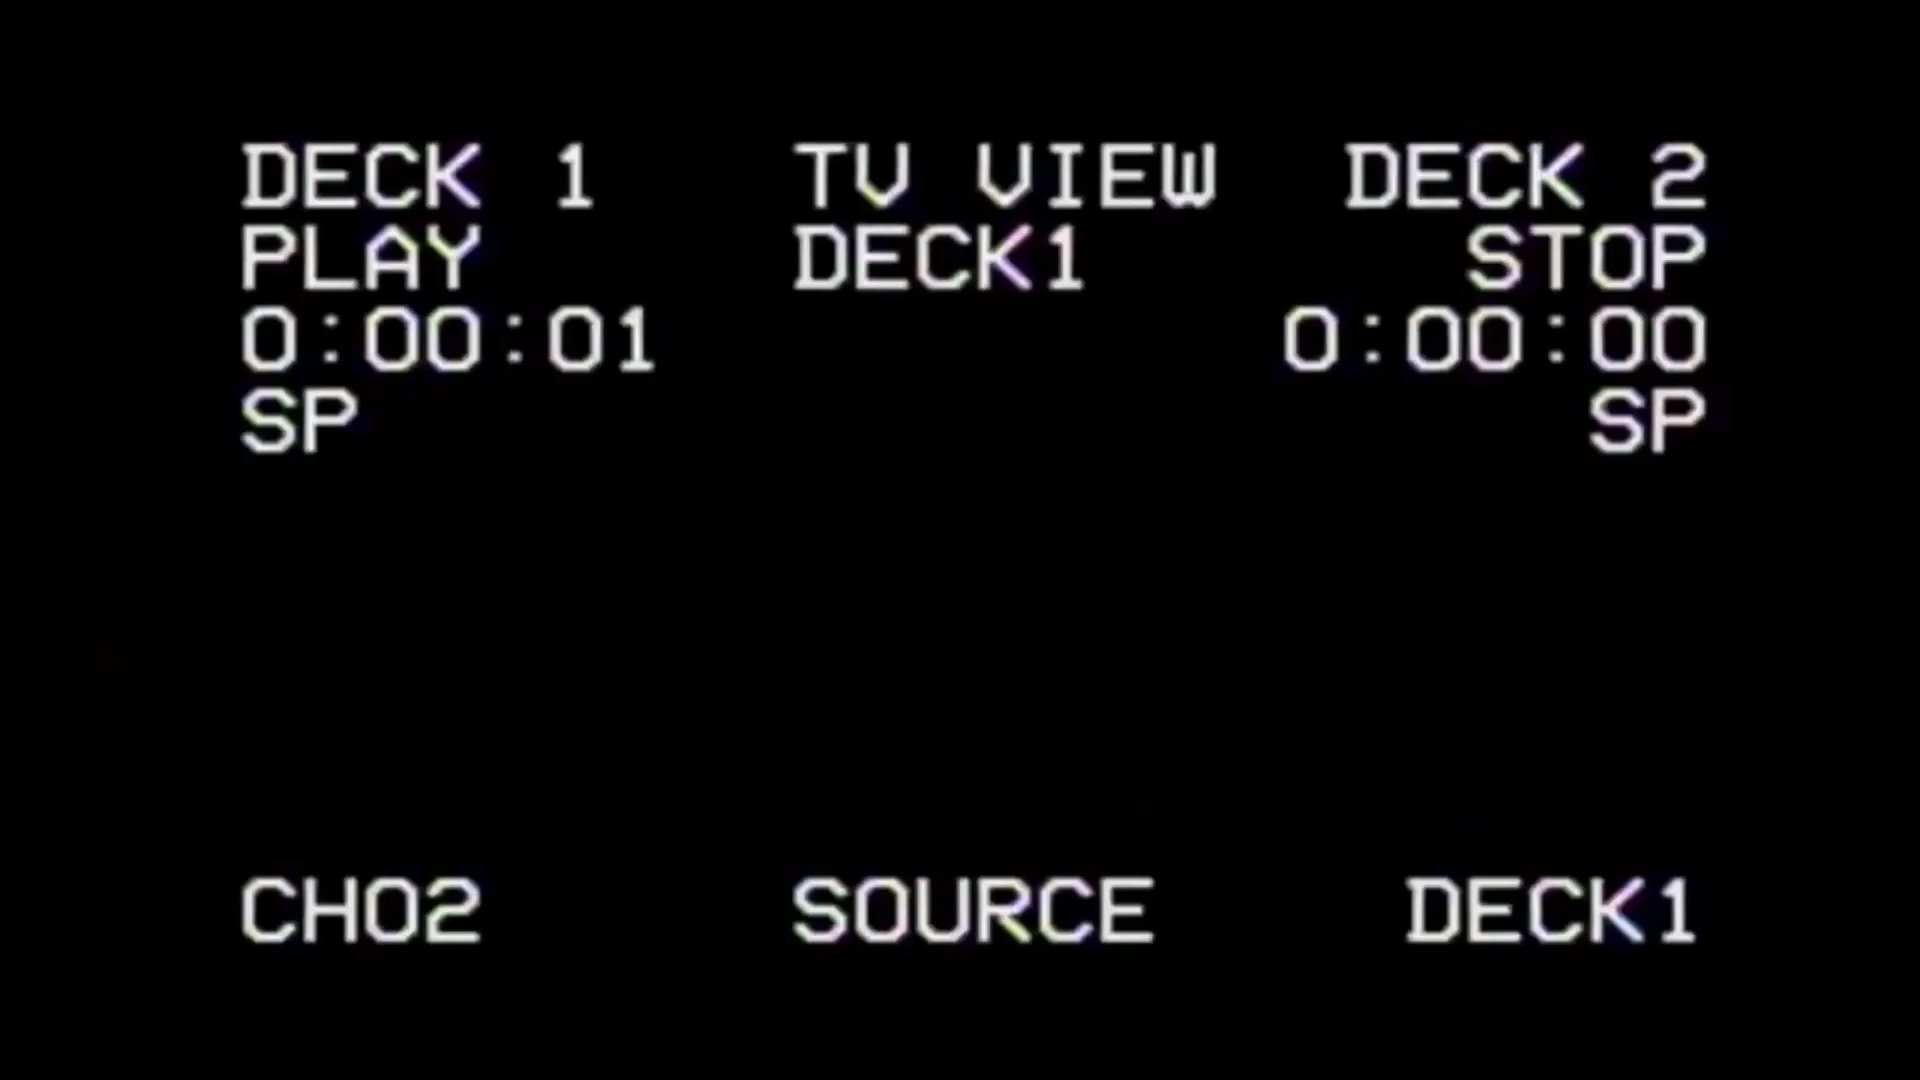 DECK 1 TV VIEW DECK 2
PLAY DECK1 STOP
0:00:01 0:00:00
SP SP
CH02 SOURCE DECK1